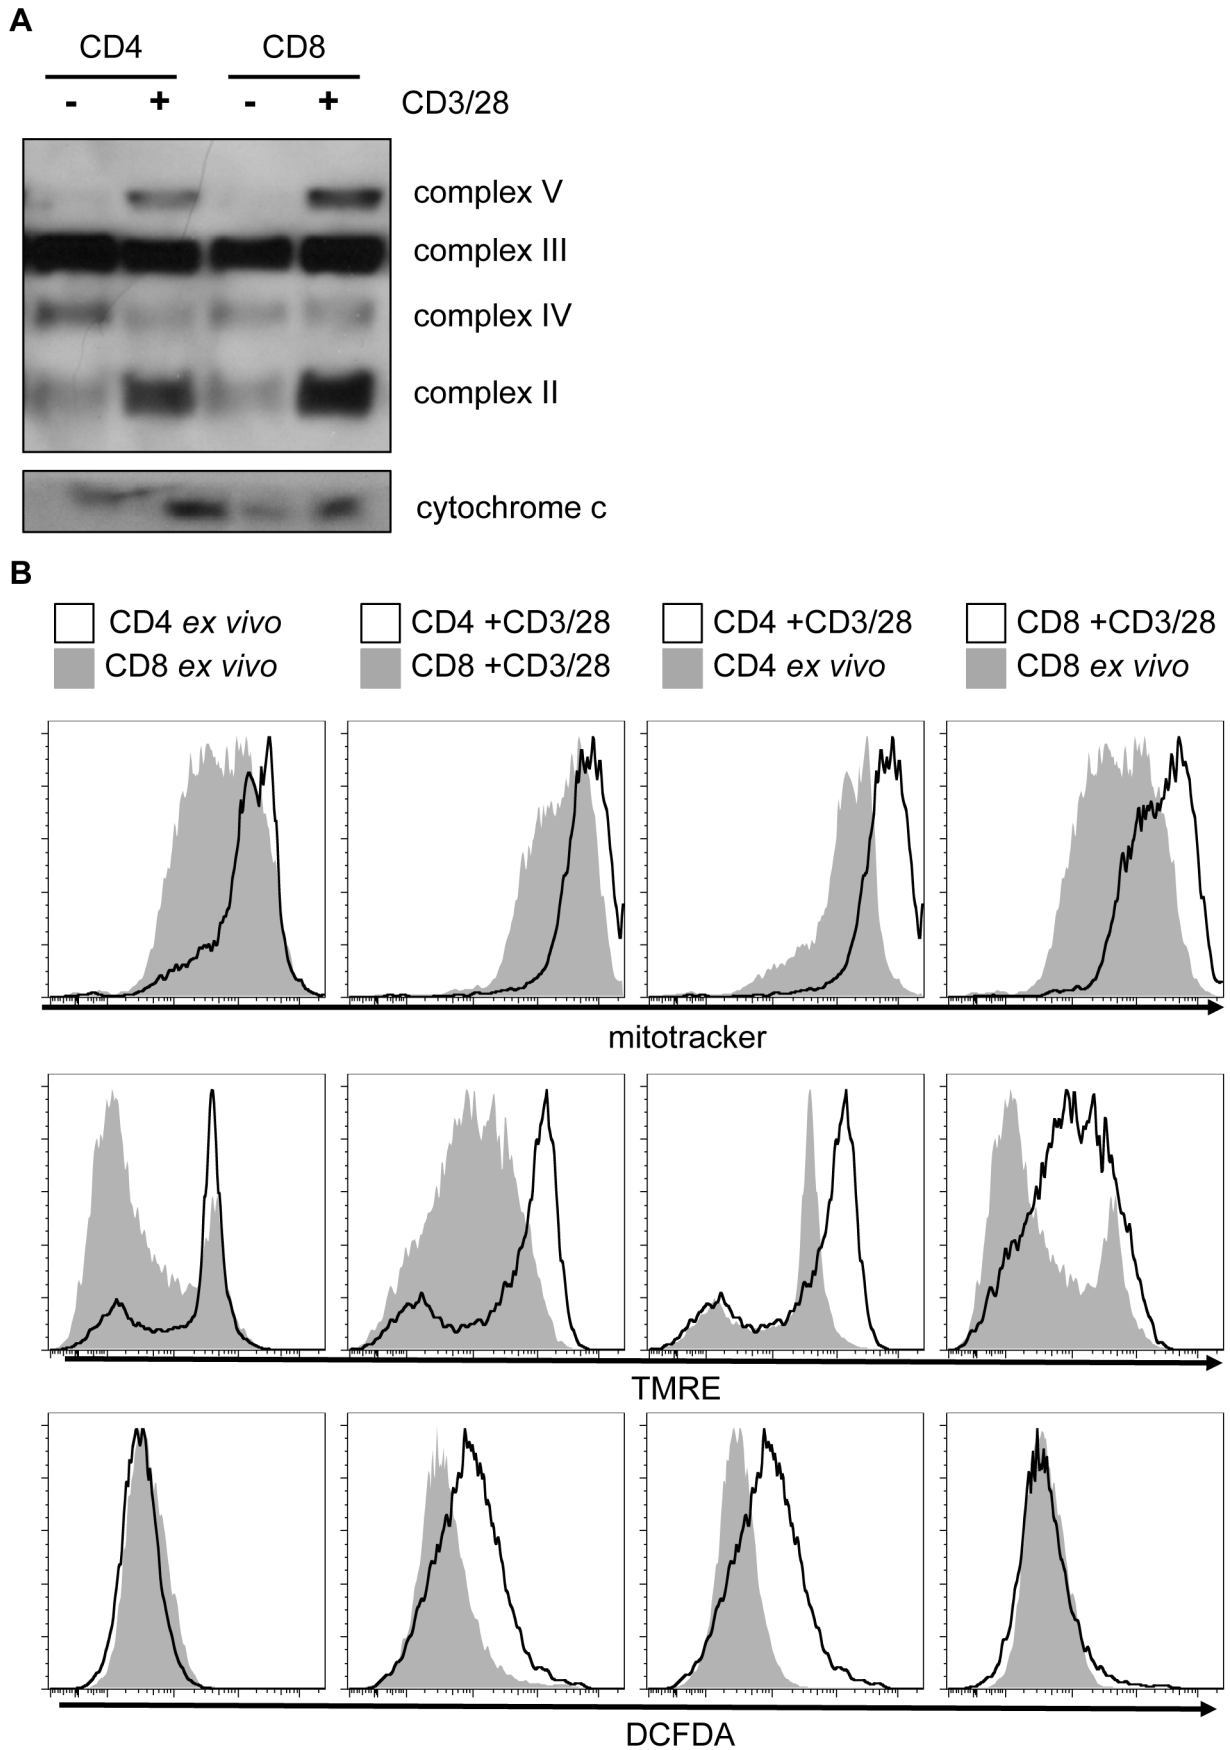 A
CD4 CD8
- + - + CD3/28
complex V
complex III
complex IV
complex II
cytochrome c
B
CD4 ex vivo CD4 +CD3/28 CD4 +CD3/28 CD8 +CD3/28
CD8 ex vivo CD8 +CD3/28 CD4 ex vivo CD8 ex vivo
mitotracker
TMRE
DCFDA